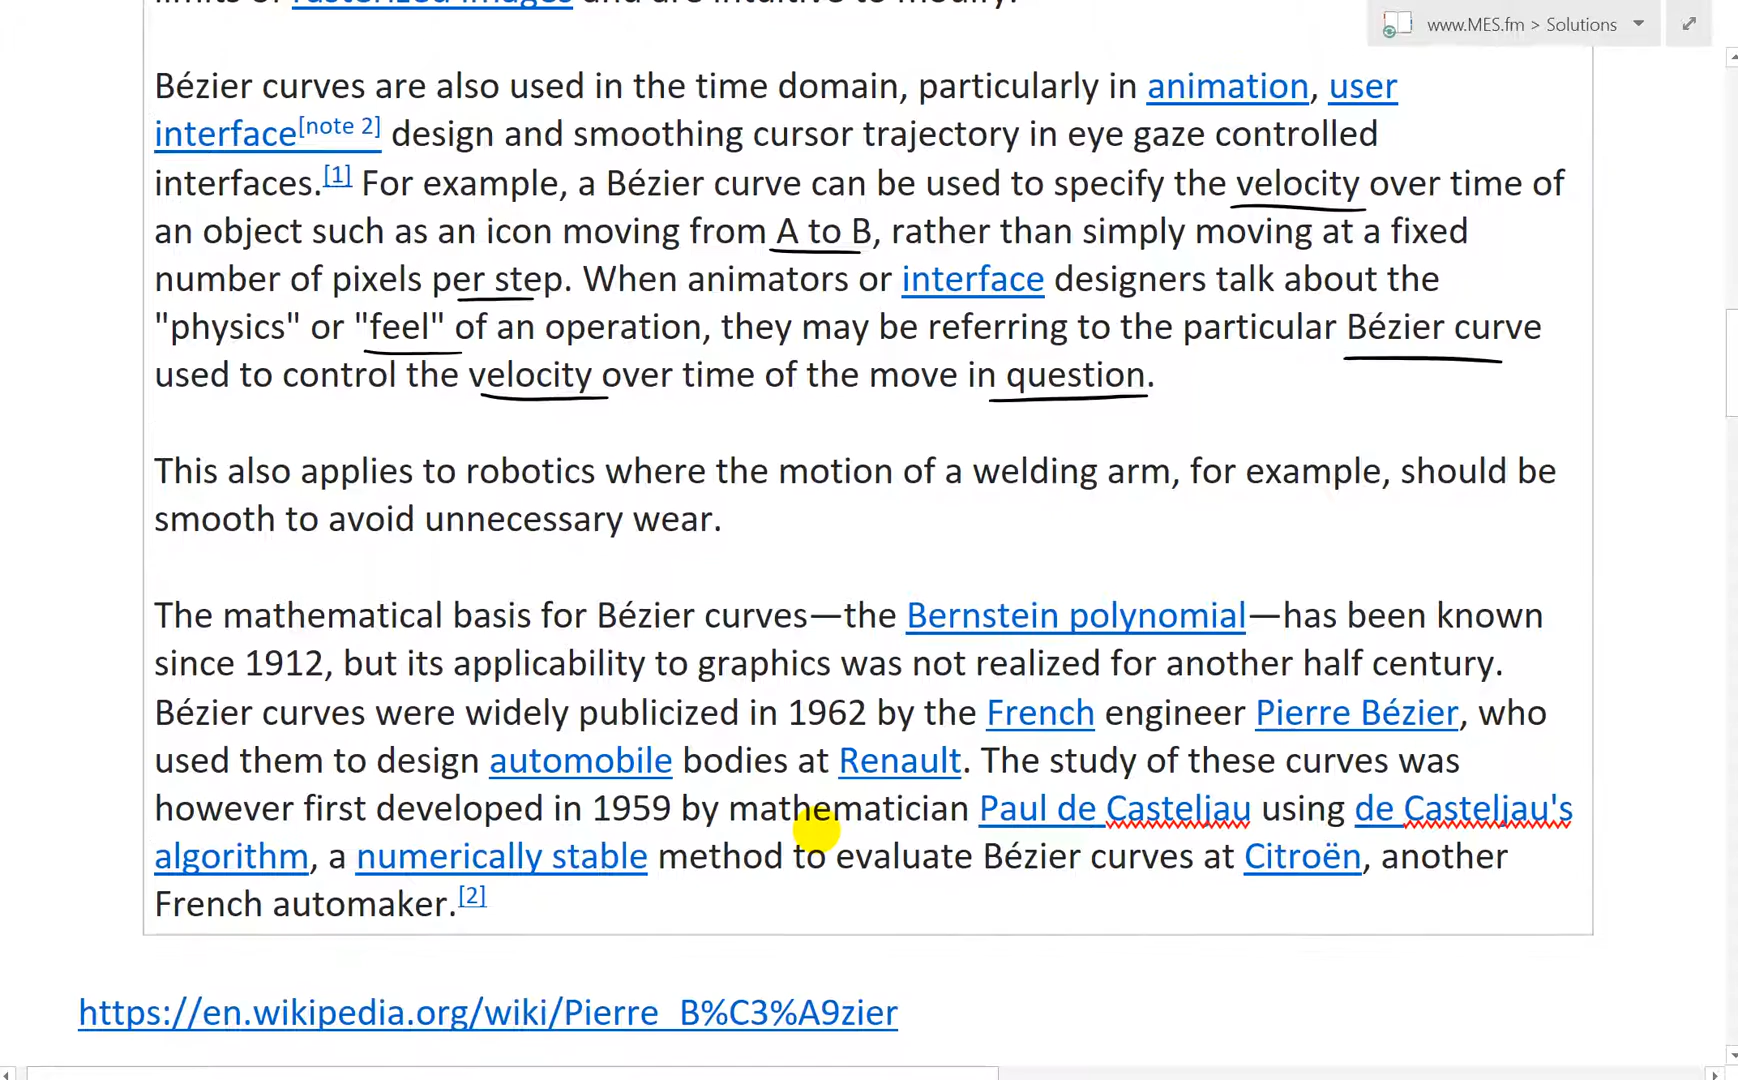 limits of rasterized images and are intuitive to modify.
www.MES.fm > Solutions
Bézier curves are also used in the time domain, particularly in animation, user
interface[note 2] design and smoothing cursor trajectory in eye gaze controlled
interfaces.[1] For example, a Bézier curve can be used to specify the velocity over time of
an object such as an icon moving from A to B, rather than simply moving at a fixed
number of pixels per step. When animators or interface designers talk about the
"physics" or "feel" of an operation, they may be referring to the particular Bézier curve
used to control the velocity over time of the move in question.
This also applies to robotics where the motion of a welding arm, for example, should be
smooth to avoid unnecessary wear.
The mathematical basis for Bézier curves—the Bernstein polynomial—has been known
since 1912, but its applicability to graphics was not realized for another half century.
Bézier curves were widely publicized in 1962 by the French engineer Pierre Bézier, who
used them to design automobile bodies at Renault. The study of these curves was
however first developed in 1959 by mathematician Paul de Casteljau using de Casteljau's
algorithm, a numerically stable method to evaluate Bézier curves at Citroën, another
French automaker.[2]
https://en.wikipedia.org/wiki/Pierre_B%C3%A9zier